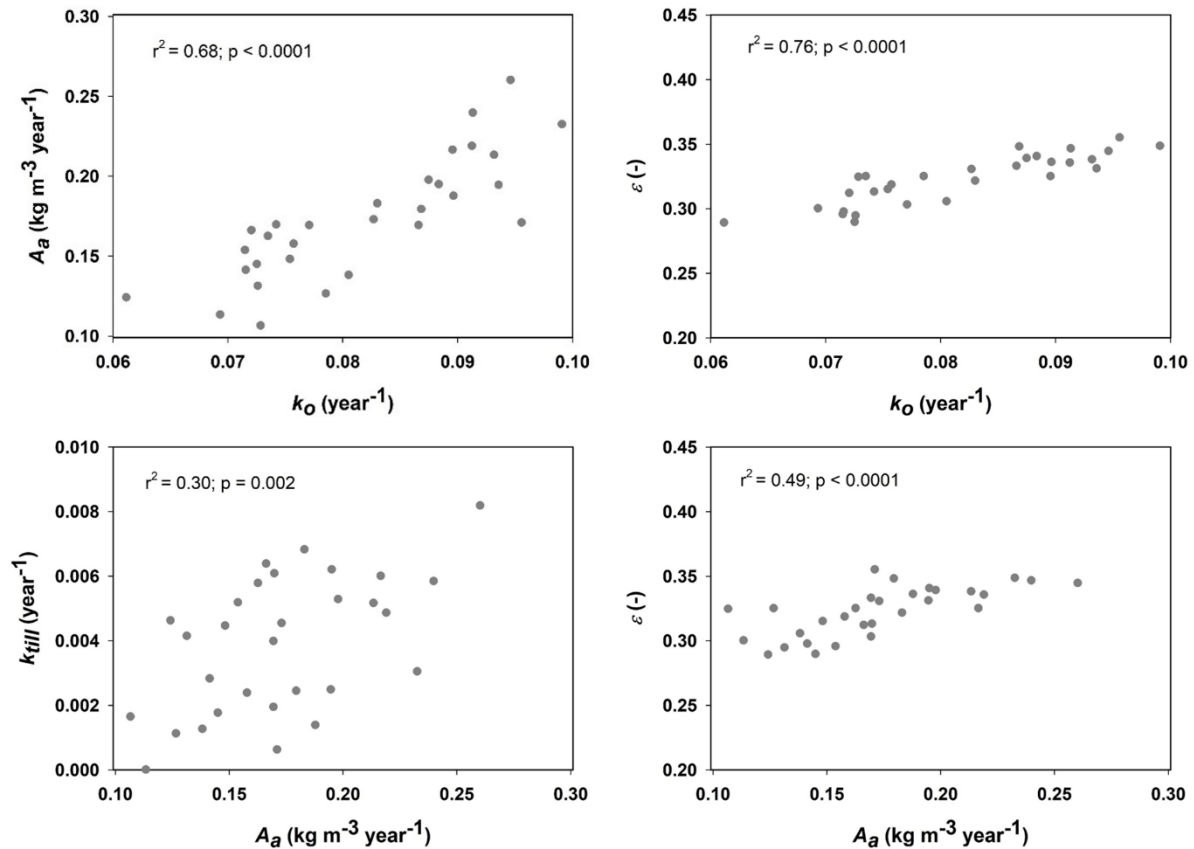 r² = 0.68; p < 0.0001
A_a (kg m⁻³ year⁻¹)
0.30
0.25
0.20
0.15
0.10
0.06 0.07 0.08 0.09 0.10
k_o (year⁻¹)
r² = 0.76; p < 0.0001
ε (-)
0.45
0.40
0.35
0.30
0.25
0.20
0.06 0.07 0.08 0.09 0.10
k_o (year⁻¹)
r² = 0.30; p = 0.002
k_till (year⁻¹)
0.010
0.008
0.006
0.004
0.002
0.000
0.10 0.15 0.20 0.25 0.30
A_a (kg m⁻³ year⁻¹)
r² = 0.49; p < 0.0001
ε (-)
0.45
0.40
0.35
0.30
0.25
0.20
0.10 0.15 0.20 0.25 0.30
A_a (kg m⁻³ year⁻¹)